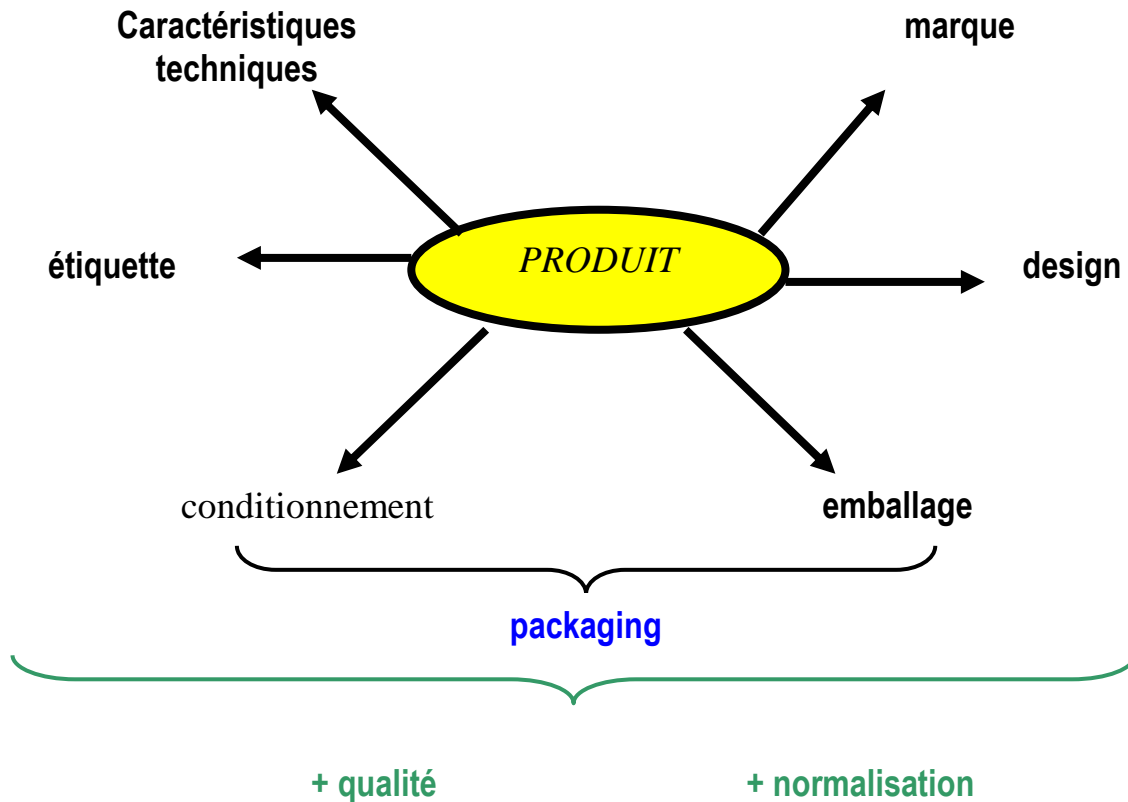 Caractéristiques
techniques
marque
PRODUIT
étiquette
design
conditionnement
emballage
packaging
+ qualité
+ normalisation